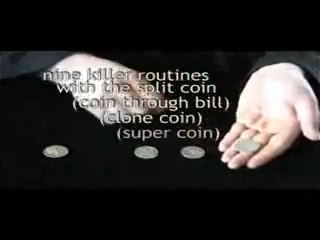 nine killer routines
with the split coin
(coin through bill)
(clone coin)
(super coin)